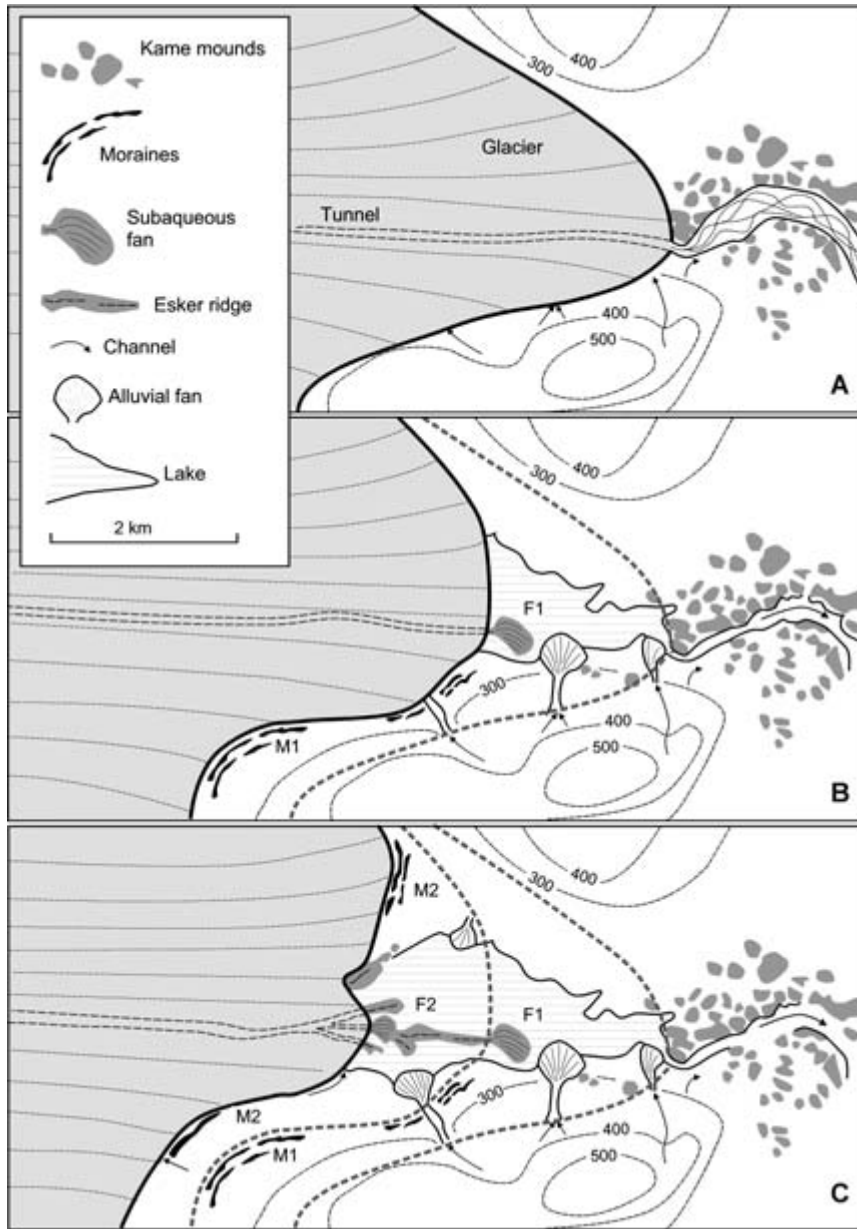 Kame mounds
Moraines
Subaqueous
fan
Esker ridge
Channel
Alluvial fan
Lake
2 km
Glacier
Tunnel
300
400
400
500
A
300
400
F1
300
400
500
M1
B
300
400
M2
F2
F1
300
400
500
M2
M1
C